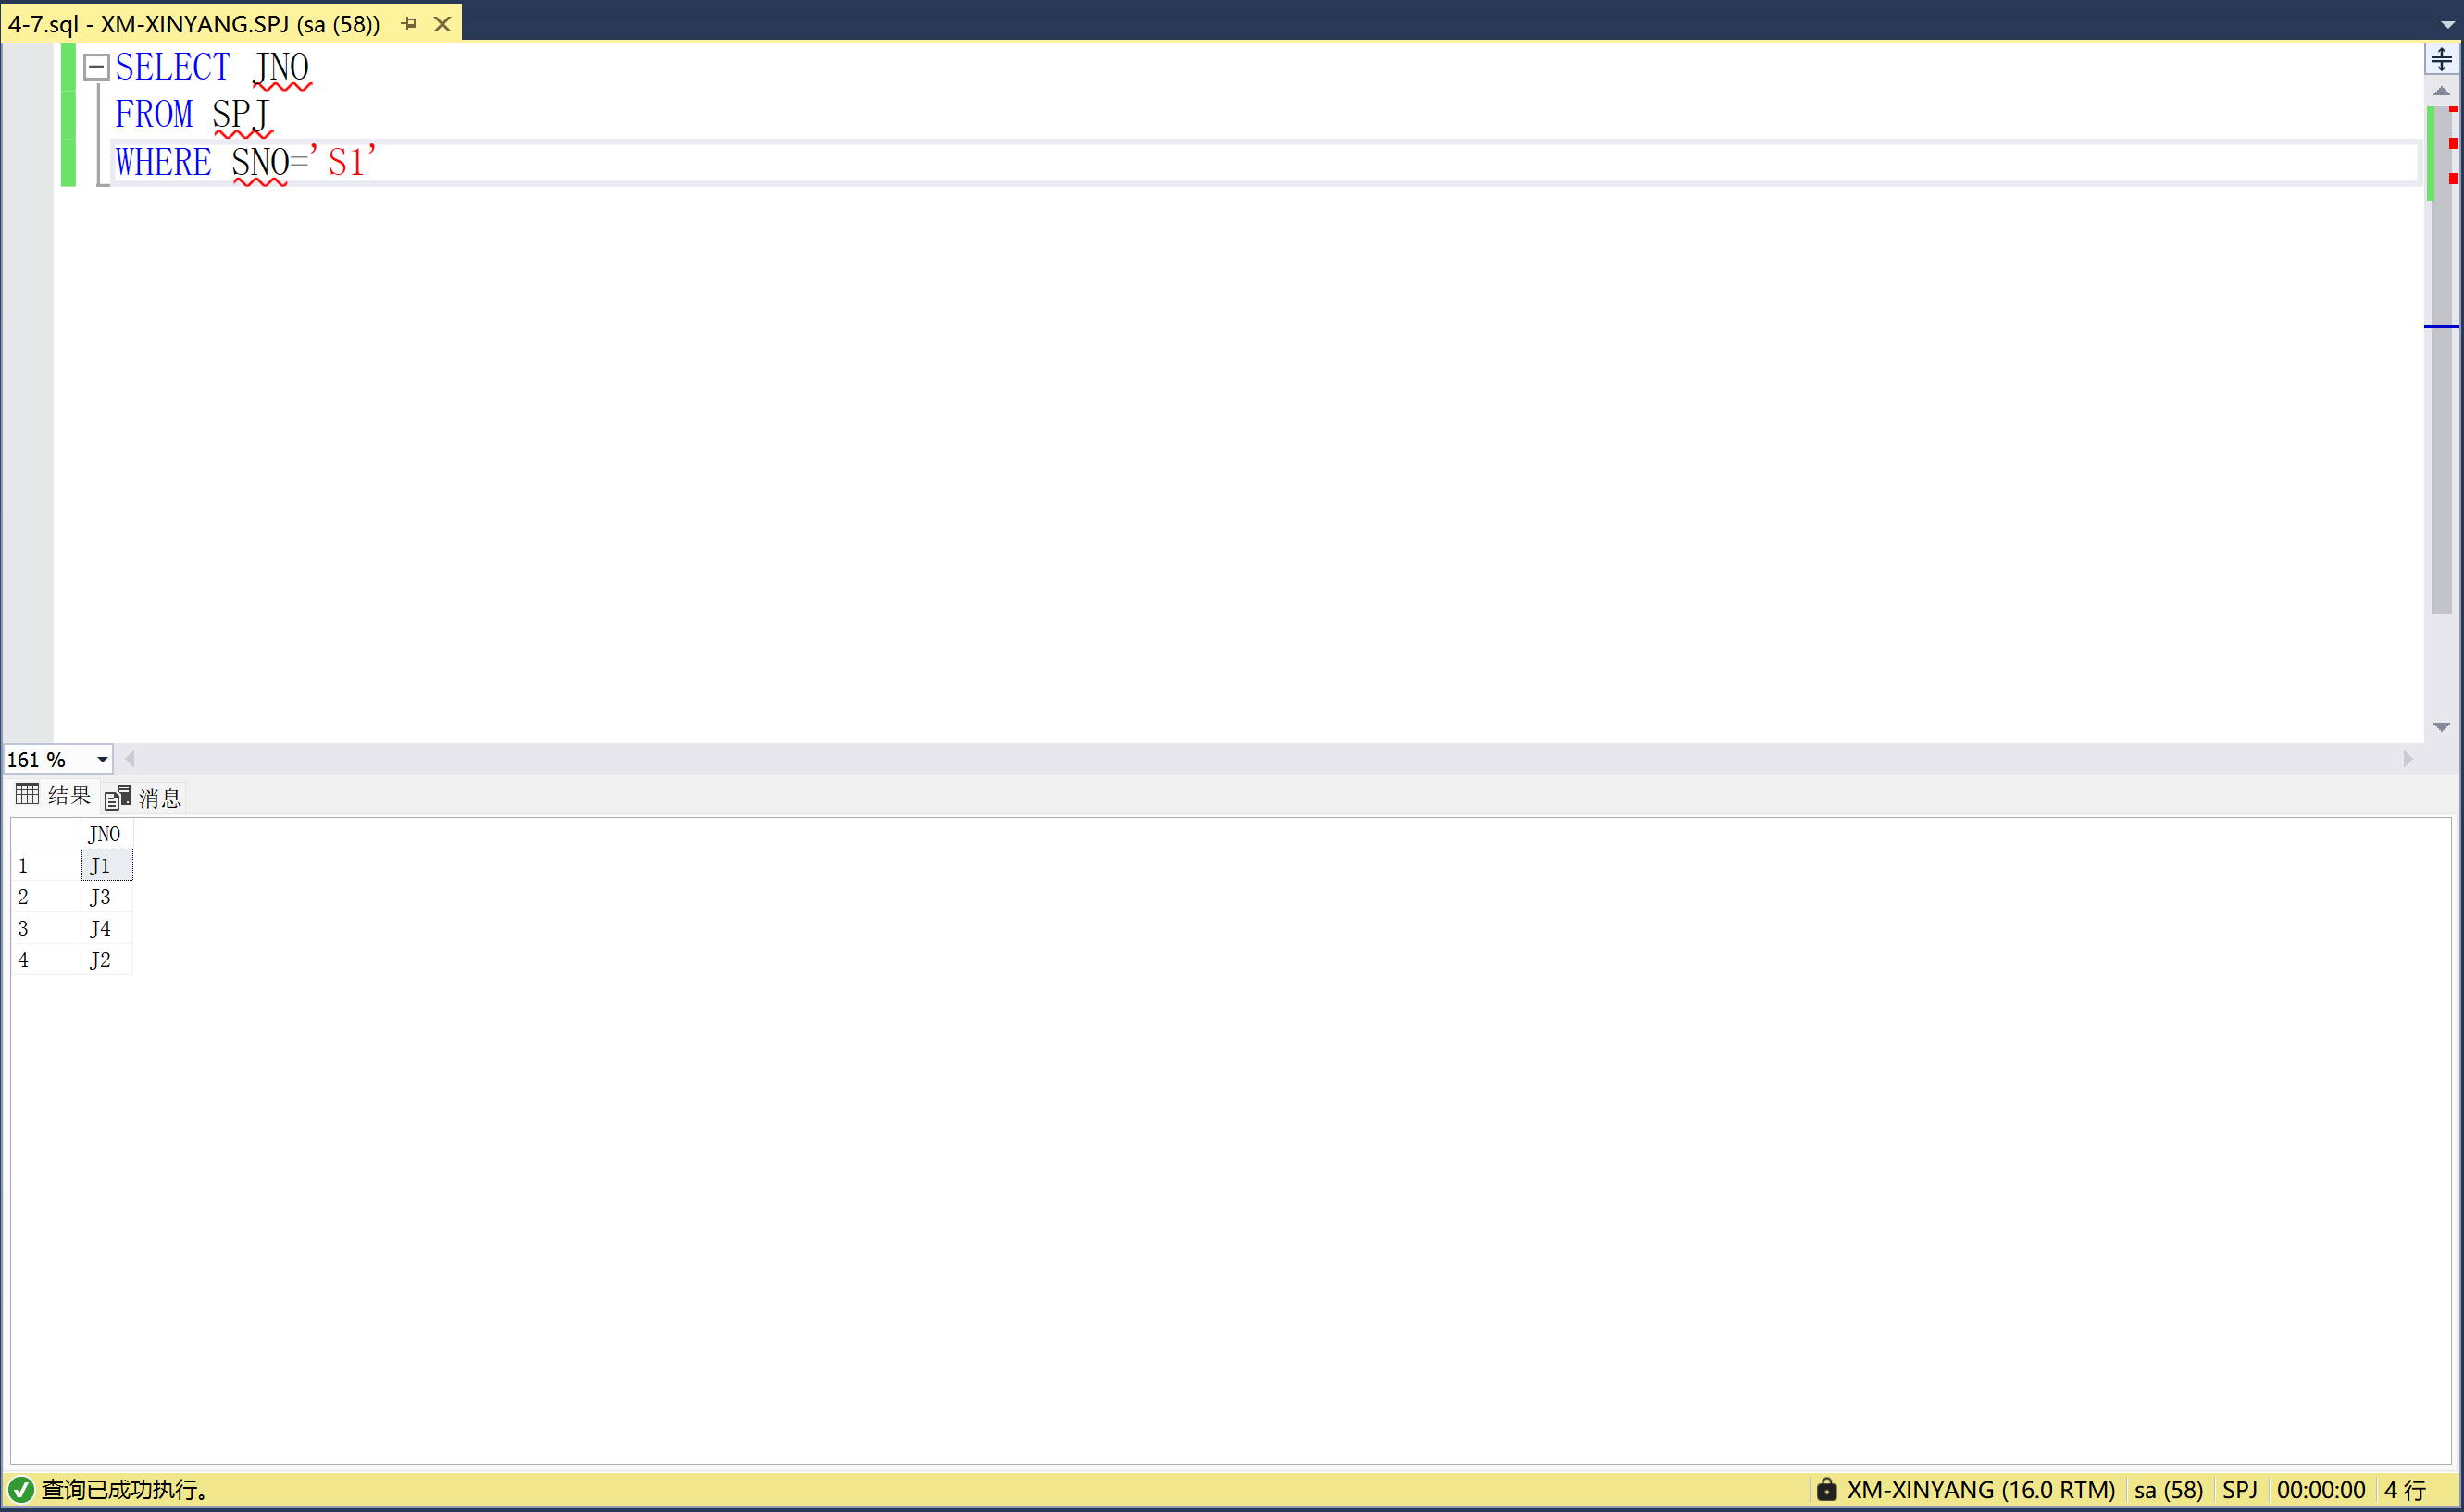 4-7.sql - XM-XINYANG.SPJ (sa (58))
SELECT JNO
FROM SPJ
WHERE SNO='S1'
161 %
结果 消息
JNO
1 J1
2 J3
3 J4
4 J2
查询已成功执行。 XM-XINYANG (16.0 RTM) sa (58) SPJ 00:00:00 4 行